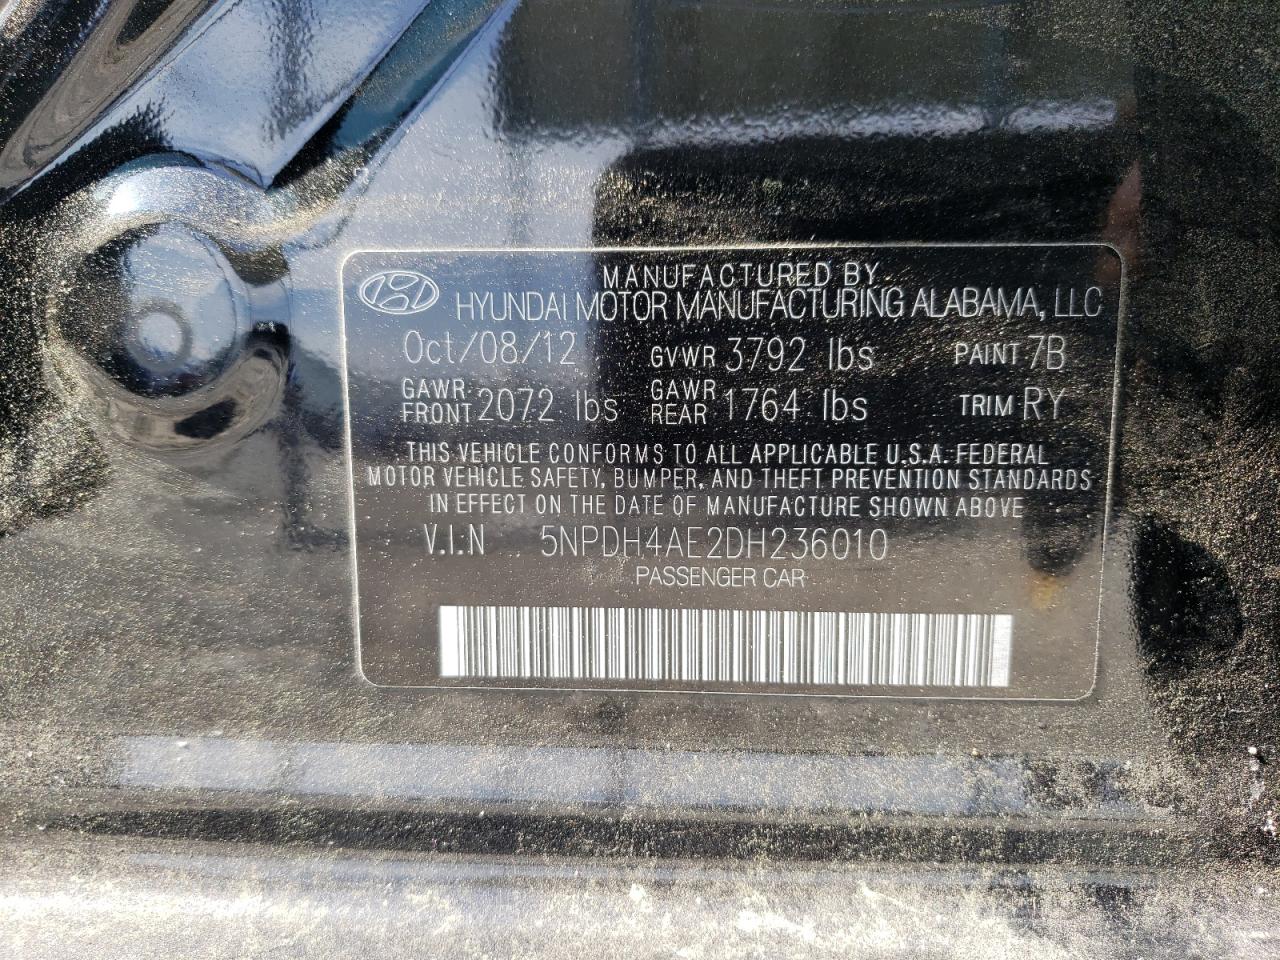 MANUFACTURED BY
HYUNDAI MOTOR MANUFACTURING ALABAMA, LLC
Oct/08/12 GVWR 3792 lbs PAINT 7B
GAWR FRONT 2072 lbs GAWR REAR 1764 lbs TRIM RY
THIS VEHICLE CONFORMS TO ALL APPLICABLE U.S.A. FEDERAL
MOTOR VEHICLE SAFETY, BUMPER, AND THEFT PREVENTION STANDARDS
IN EFFECT ON THE DATE OF MANUFACTURE SHOWN ABOVE
V.I.N 5NPDH4AE2DH236010
PASSENGER CAR